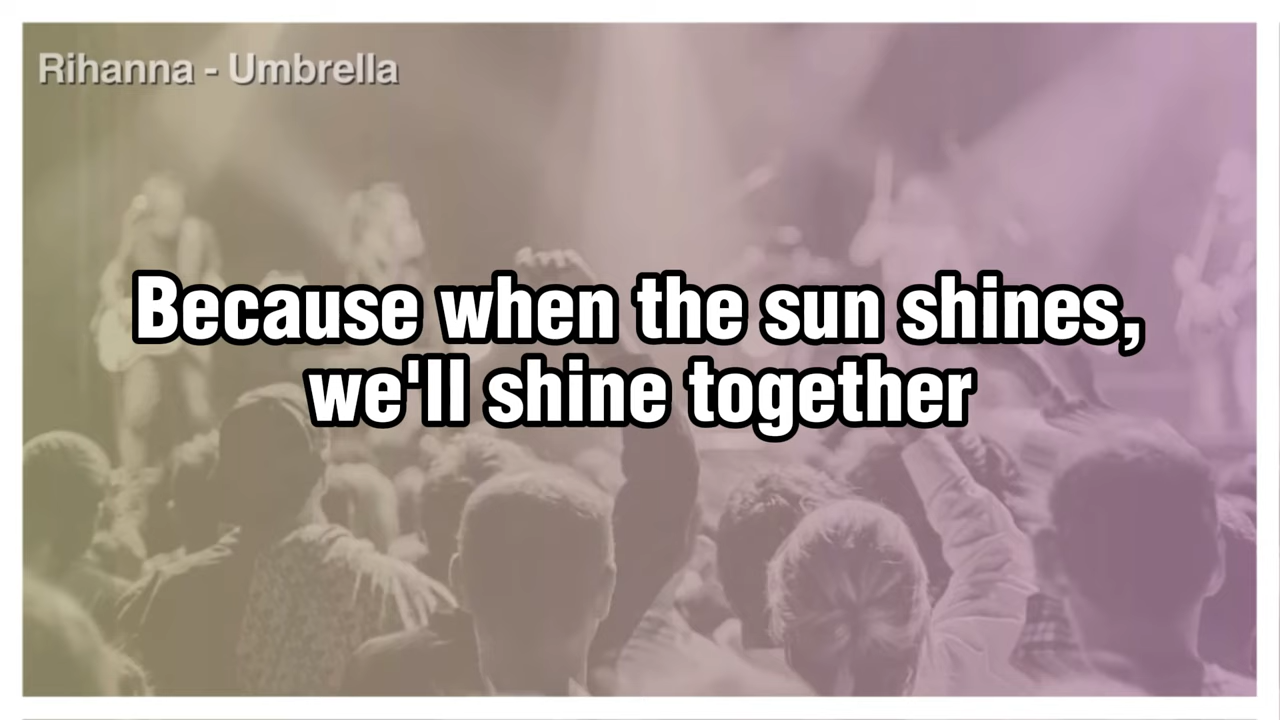 Rihanna - Umbrella
Because when the sun shines,
we'll shine together